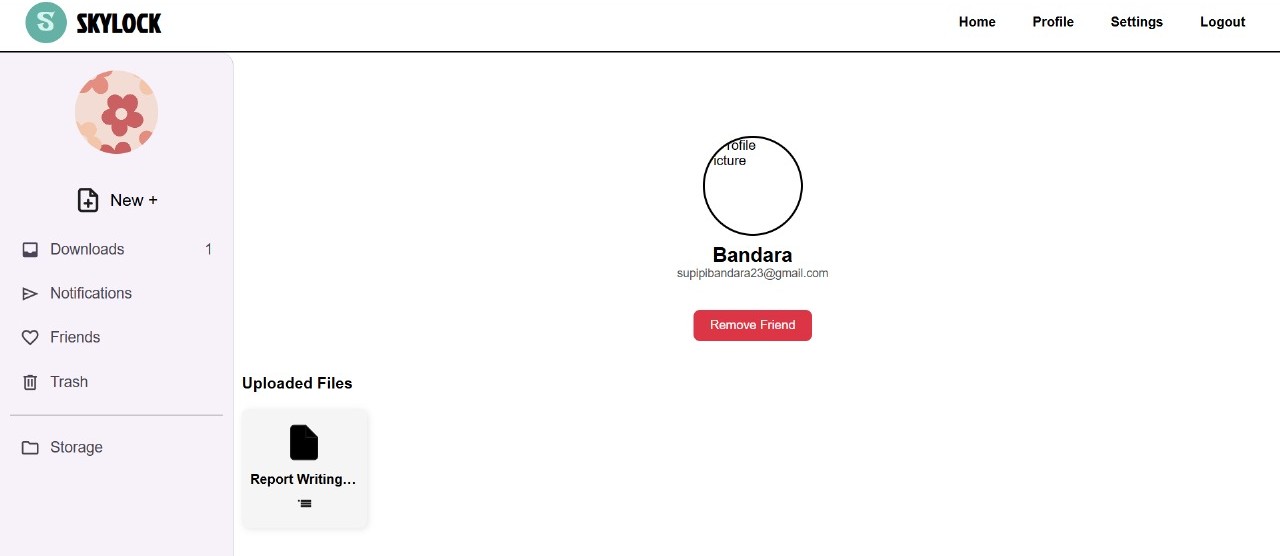 S SKYLOCK
Home Profile Settings Logout
New +
Downloads 1
Notifications
Friends
Trash
Storage
rofile
icture
Bandara
supipibandara23@gmail.com
Remove Friend
Uploaded Files
Report Writing...